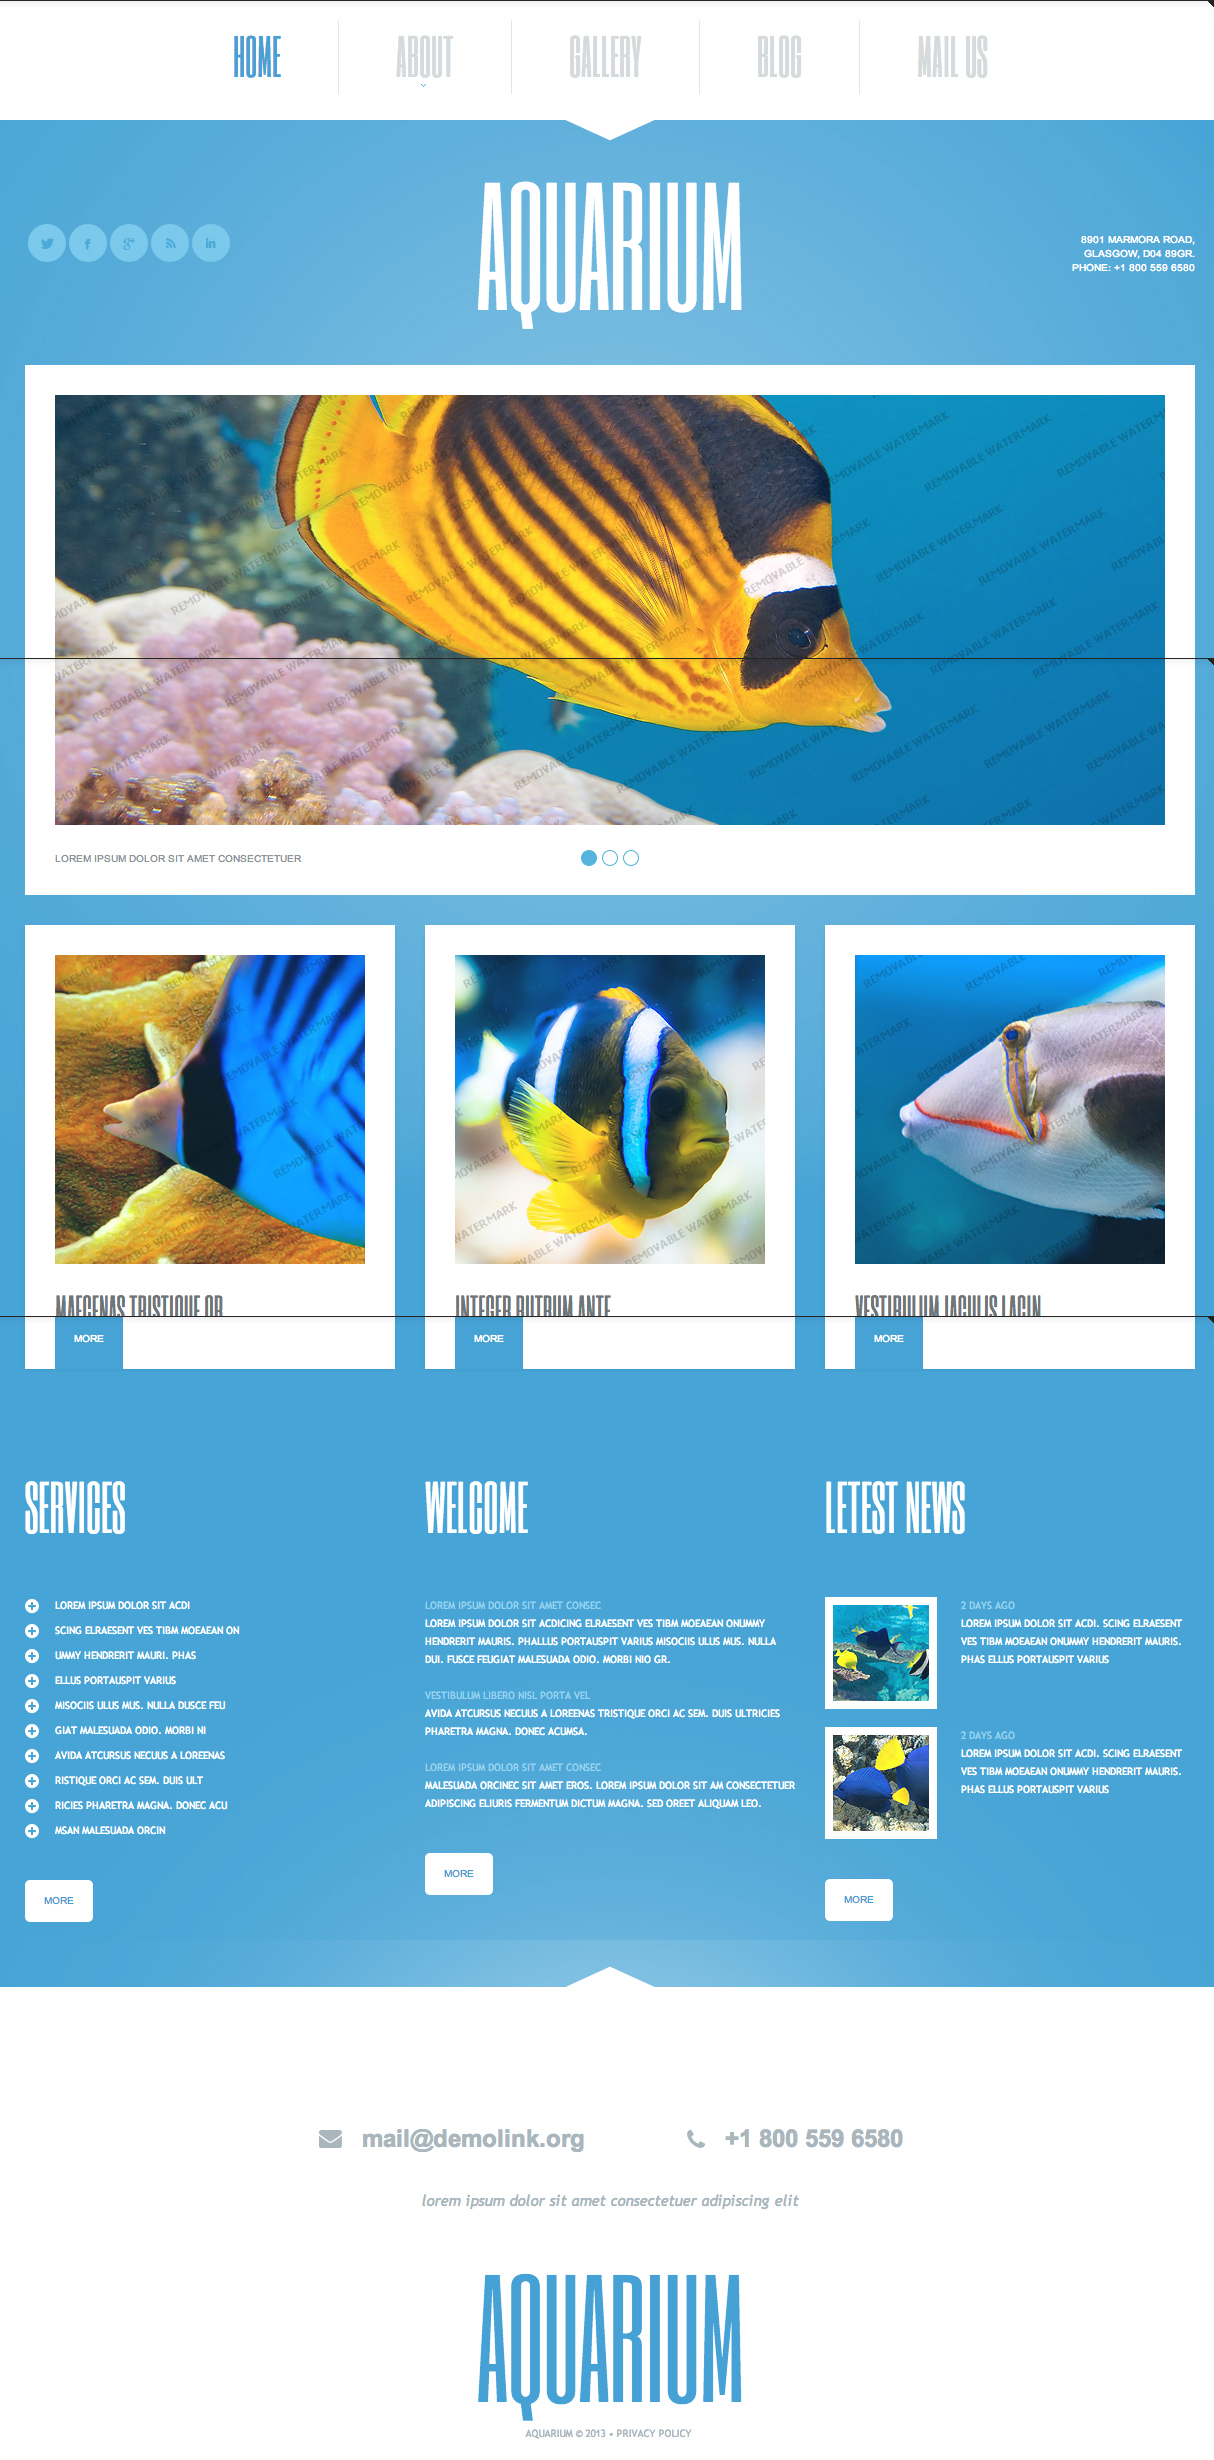 HOME
ABOUT
GALLERY
BLOG
MAIL US
AQUARIUM
8901 MARMORA ROAD,
GLASGOW, D04 89GR.
PHONE: +1 800 559 6580
REMOVABLE WATERMARK
LOREM IPSUM DOLOR SIT AMET CONSECTETUER
MAECENAS TRISTIQUE OR
INTEGER RUTRUM ANTE
VESTIBULUM IACULIS LACIN
MORE
MORE
MORE
SERVICES
LOREM IPSUM DOLOR SIT ACDI
SCING ELRAESENT VES TIBM MOEAEAN ON
UMMY HENDRERIT MAURI. PHAS
ELLUS PORTAUSPIT VARIUS
MISOCIIS ULUS MUS. NULLA DUSCE FEU
GIAT MALESUADA ODIO. MORBI NI
AVIDA ATCURSUS NECUUS A LOREENAS
RISTIQUE ORCI AC SEM. DUIS ULT
RICIES PHARETRA MAGNA. DONEC ACU
MSAN MALESUADA ORCIN
MORE
WELCOME
LOREM IPSUM DOLOR SIT AMET CONSEC
LOREM IPSUM DOLOR SIT ACDICING ELRAESENT VES TIBM MOEAEAN ONUMMY
HENDRERIT MAURIS. PHALLUS PORTAUSPIT VARIUS MISOCIIS ULUS MUS. NULLA
DUI. FUSCE FEUGIAT MALESUADA ODIO. MORBI NIO GR.
VESTIBULUM LIBERO NISL PORTA VEL
AVIDA ATCURSUS NECUUS A LOREENAS TRISTIQUE ORCI AC SEM. DUIS ULTRICIES
PHARETRA MAGNA. DONEC ACUMSA.
LOREM IPSUM DOLOR SIT AMET CONSEC
MALESUADA ORCINEC SIT AMET EROS. LOREM IPSUM DOLOR SIT AM CONSECTETUER
ADIPISCING ELIURIS FERMENTUM DICTUM MAGNA. SED OREET ALIQUAM LEO.
MORE
LETEST NEWS
2 DAYS AGO
LOREM IPSUM DOLOR SIT ACDI. SCING ELRAESENT
VES TIBM MOEAEAN ONUMMY HENDRERIT MAURIS.
PHAS ELLUS PORTAUSPIT VARIUS
2 DAYS AGO
LOREM IPSUM DOLOR SIT ACDI. SCING ELRAESENT
VES TIBM MOEAEAN ONUMMY HENDRERIT MAURIS.
PHAS ELLUS PORTAUSPIT VARIUS
MORE
mail@demolink.org
+1 800 559 6580
lorem ipsum dolor sit amet consectetuer adipiscing elit
AQUARIUM
AQUARIUM © 2013 • PRIVACY POLICY